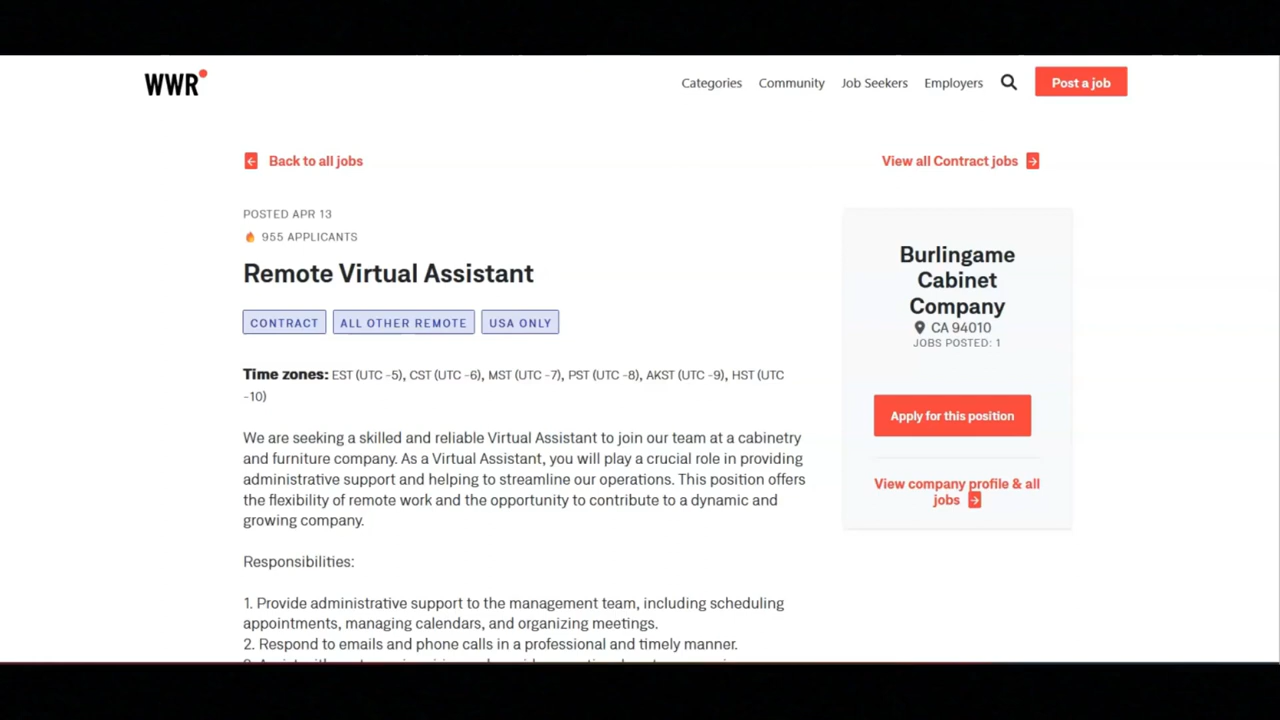 WWR
Categories
Community
Job Seekers
Employers
Post a job
Back to all jobs
View all Contract jobs
POSTED APR 13
955 APPLICANTS
Remote Virtual Assistant
CONTRACT
ALL OTHER REMOTE
USA ONLY
Time zones: EST (UTC -5), CST (UTC -6), MST (UTC -7), PST (UTC -8), AKST (UTC -9), HST (UTC
-10)
We are seeking a skilled and reliable Virtual Assistant to join our team at a cabinetry
and furniture company. As a Virtual Assistant, you will play a crucial role in providing
administrative support and helping to streamline our operations. This position offers
the flexibility of remote work and the opportunity to contribute to a dynamic and
growing company.
Responsibilities:
1. Provide administrative support to the management team, including scheduling
appointments, managing calendars, and organizing meetings.
2. Respond to emails and phone calls in a professional and timely manner.
Burlingame
Cabinet
Company
CA 94010
JOBS POSTED: 1
Apply for this position
View company profile & all
jobs